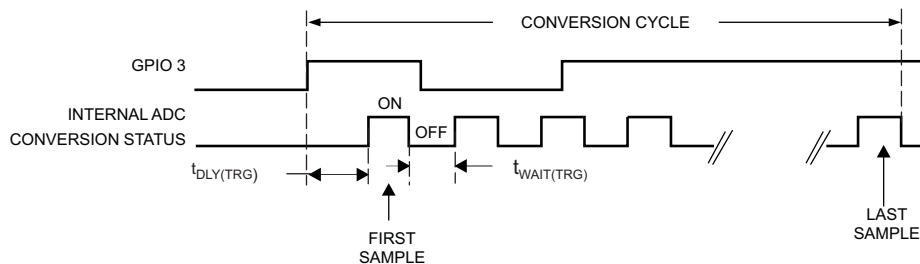 CONVERSION CYCLE
GPIO 3
INTERNAL ADC
CONVERSION STATUS
ON
OFF
tDLY(TRG)
tWAIT(TRG)
FIRST
SAMPLE
LAST
SAMPLE